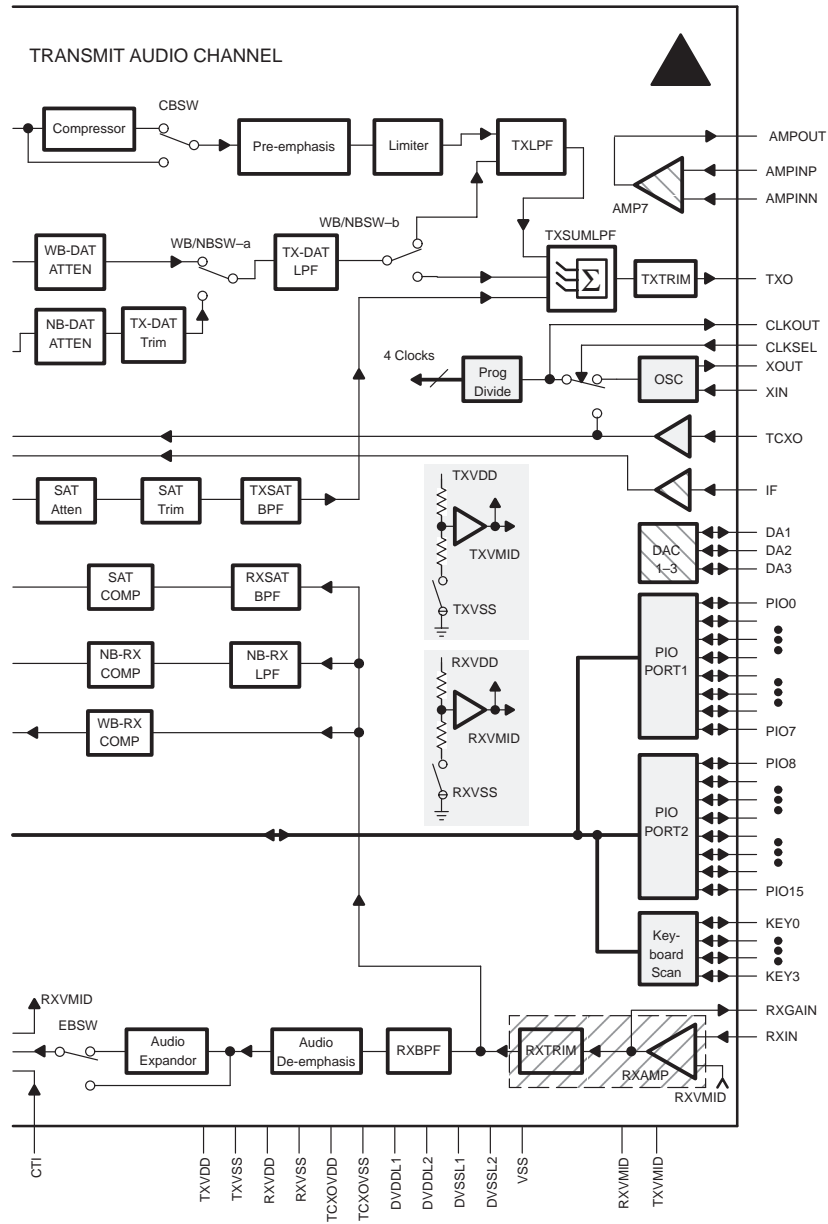 TRANSMIT AUDIO CHANNEL
CBSW
Compressor
Pre-emphasis
Limiter
TXLPF
AMPOUT
AMPINP
AMPINN
AMP7
WB/NBSW–a
WB/NBSW–b
WB-DAT
ATTEN
TX-DAT
LPF
TXSUMLPF
Σ
TXTRIM
TXO
NB-DAT
ATTEN
TX-DAT
Trim
4 Clocks
Prog
Divide
OSC
CLKOUT
CLKSEL
XOUT
XIN
TCXO
IF
SAT
Atten
SAT
Trim
TXSAT
BPF
TXVDD
TXVMID
TXVSS
DAC
1–3
DA1
DA2
DA3
SAT
COMP
RXSAT
BPF
PIO0
PIO
PORT1
PIO7
NB-RX
COMP
NB-RX
LPF
RXVDD
RXVMID
RXVSS
WB-RX
COMP
PIO8
PIO
PORT2
PIO15
KEY0
Key-
board
Scan
KEY3
RXVMID
EBSW
Audio
Expandor
Audio
De-emphasis
RXBPF
RXTRIM
RXAMP
RXGAIN
RXIN
RXVMID
CTI
TXVDD
TXVSS
RXVDD
RXVSS
TCXOVDD
TCXOVSS
DVDDL1
DVDDL2
DVSSL1
DVSSL2
VSS
RXVMID
TXVMID